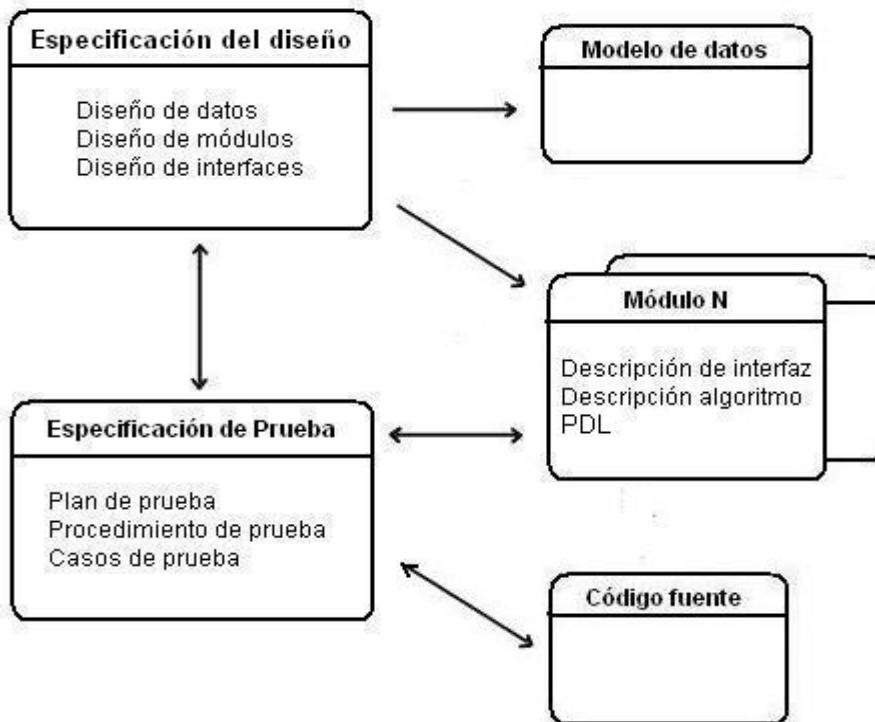 Especificación del diseño
Diseño de datos
Diseño de módulos
Diseño de interfaces
Modelo de datos
Módulo N
Descripción de interfaz
Descripción algoritmo
PDL
Especificación de Prueba
Plan de prueba
Procedimiento de prueba
Casos de prueba
Código fuente